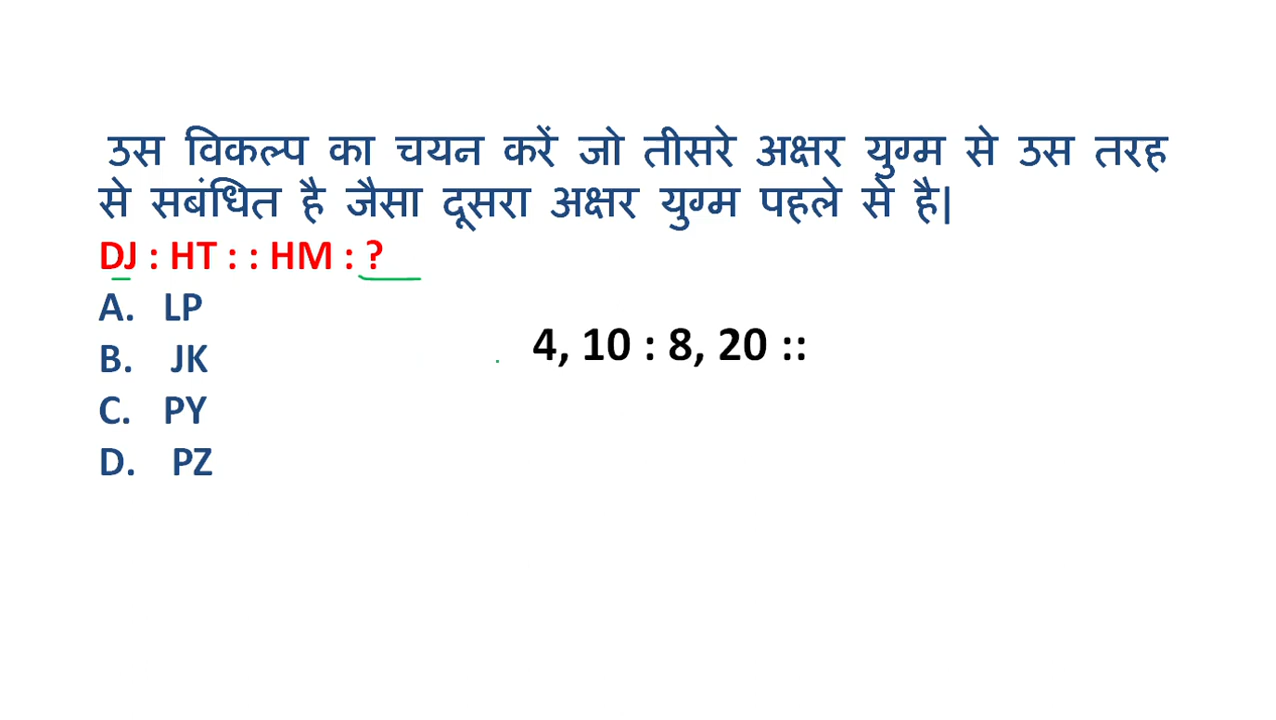 उस विकल्प का चयन करें जो तीसरे अक्षर युग्म से उस तरह
से सबंधित है जैसा दूसरा अक्षर युग्म पहले से है|
DJ : HT : : HM : ?
A. LP
B. JK
C. PY
D. PZ
4, 10 : 8, 20 ::